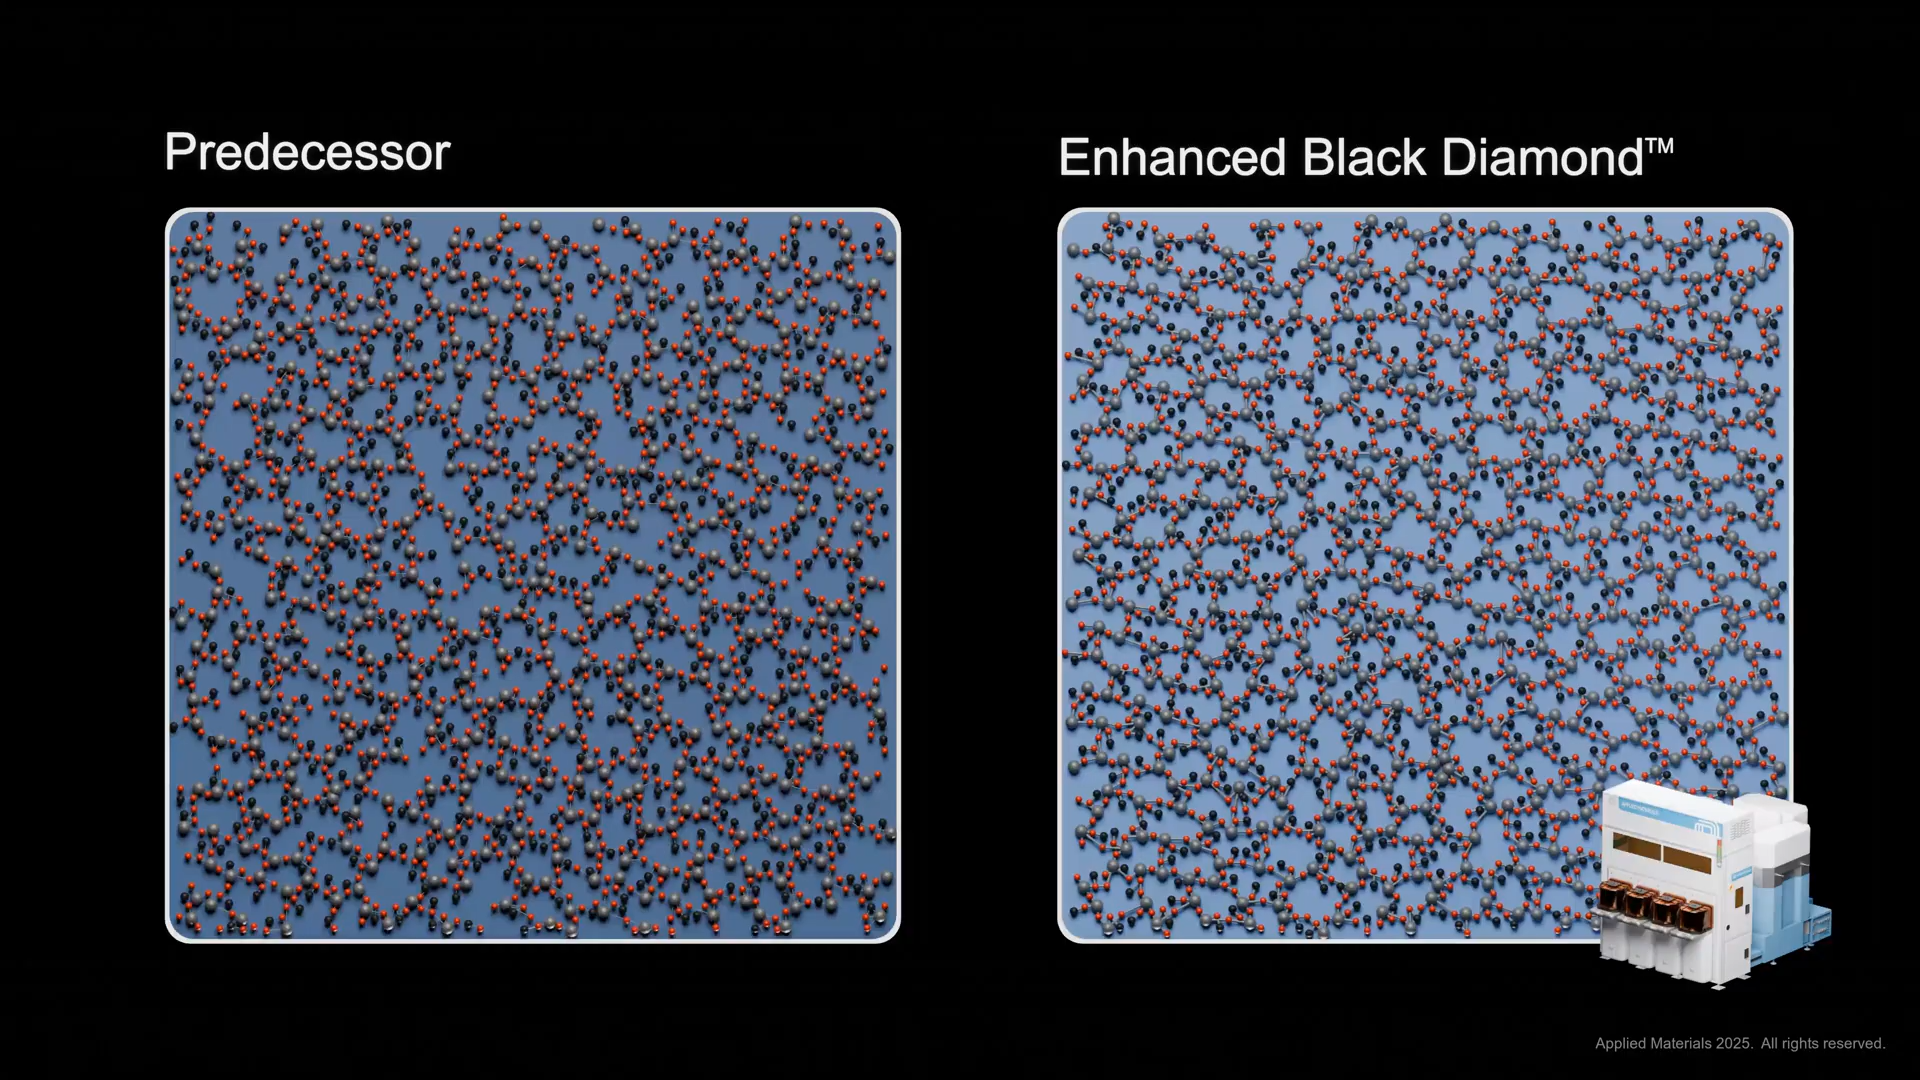 Predecessor
Enhanced Black Diamond™
Applied Materials 2025. All rights reserved.